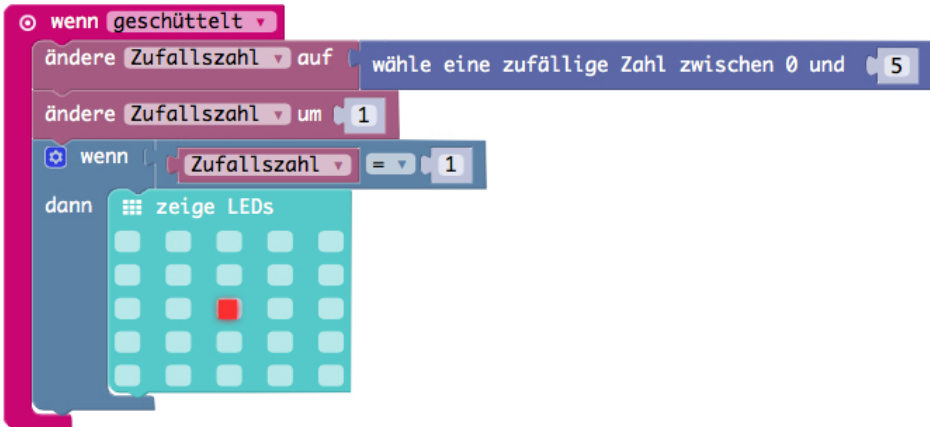 wenn geschüttelt
ändere Zufallszahl auf wähle eine zufällige Zahl zwischen 0 und 5
ändere Zufallszahl um 1
wenn Zufallszahl = 1
dann zeige LEDs